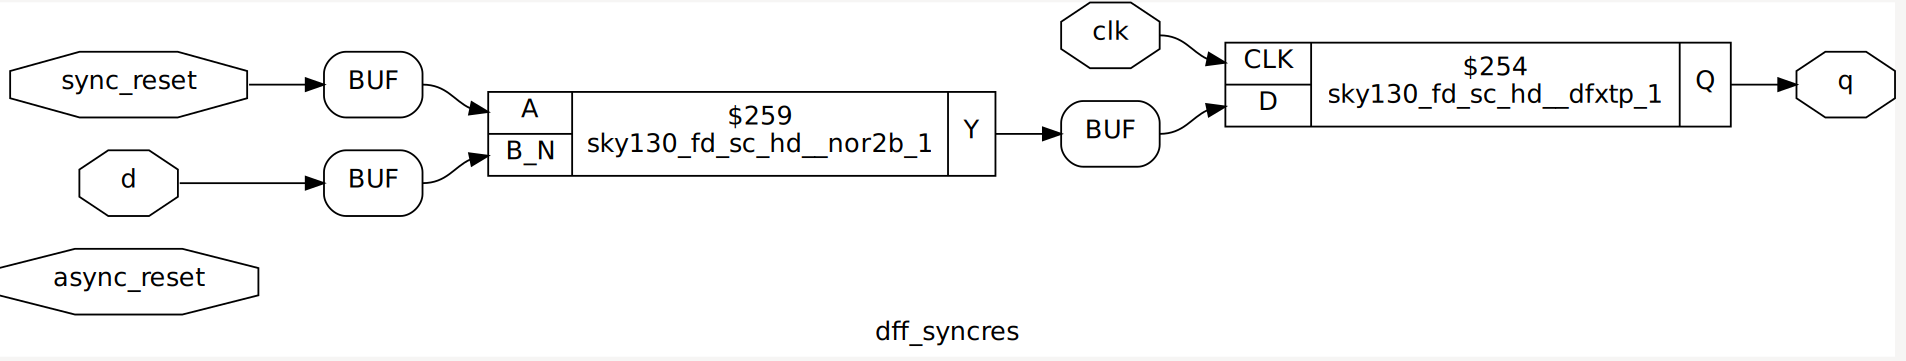 sync_reset
BUF
d
BUF
async_reset
A
B_N
$259
sky130_fd_sc_hd__nor2b_1
Y
clk
BUF
CLK
D
$254
sky130_fd_sc_hd__dfxtp_1
Q
q
dff_syncres